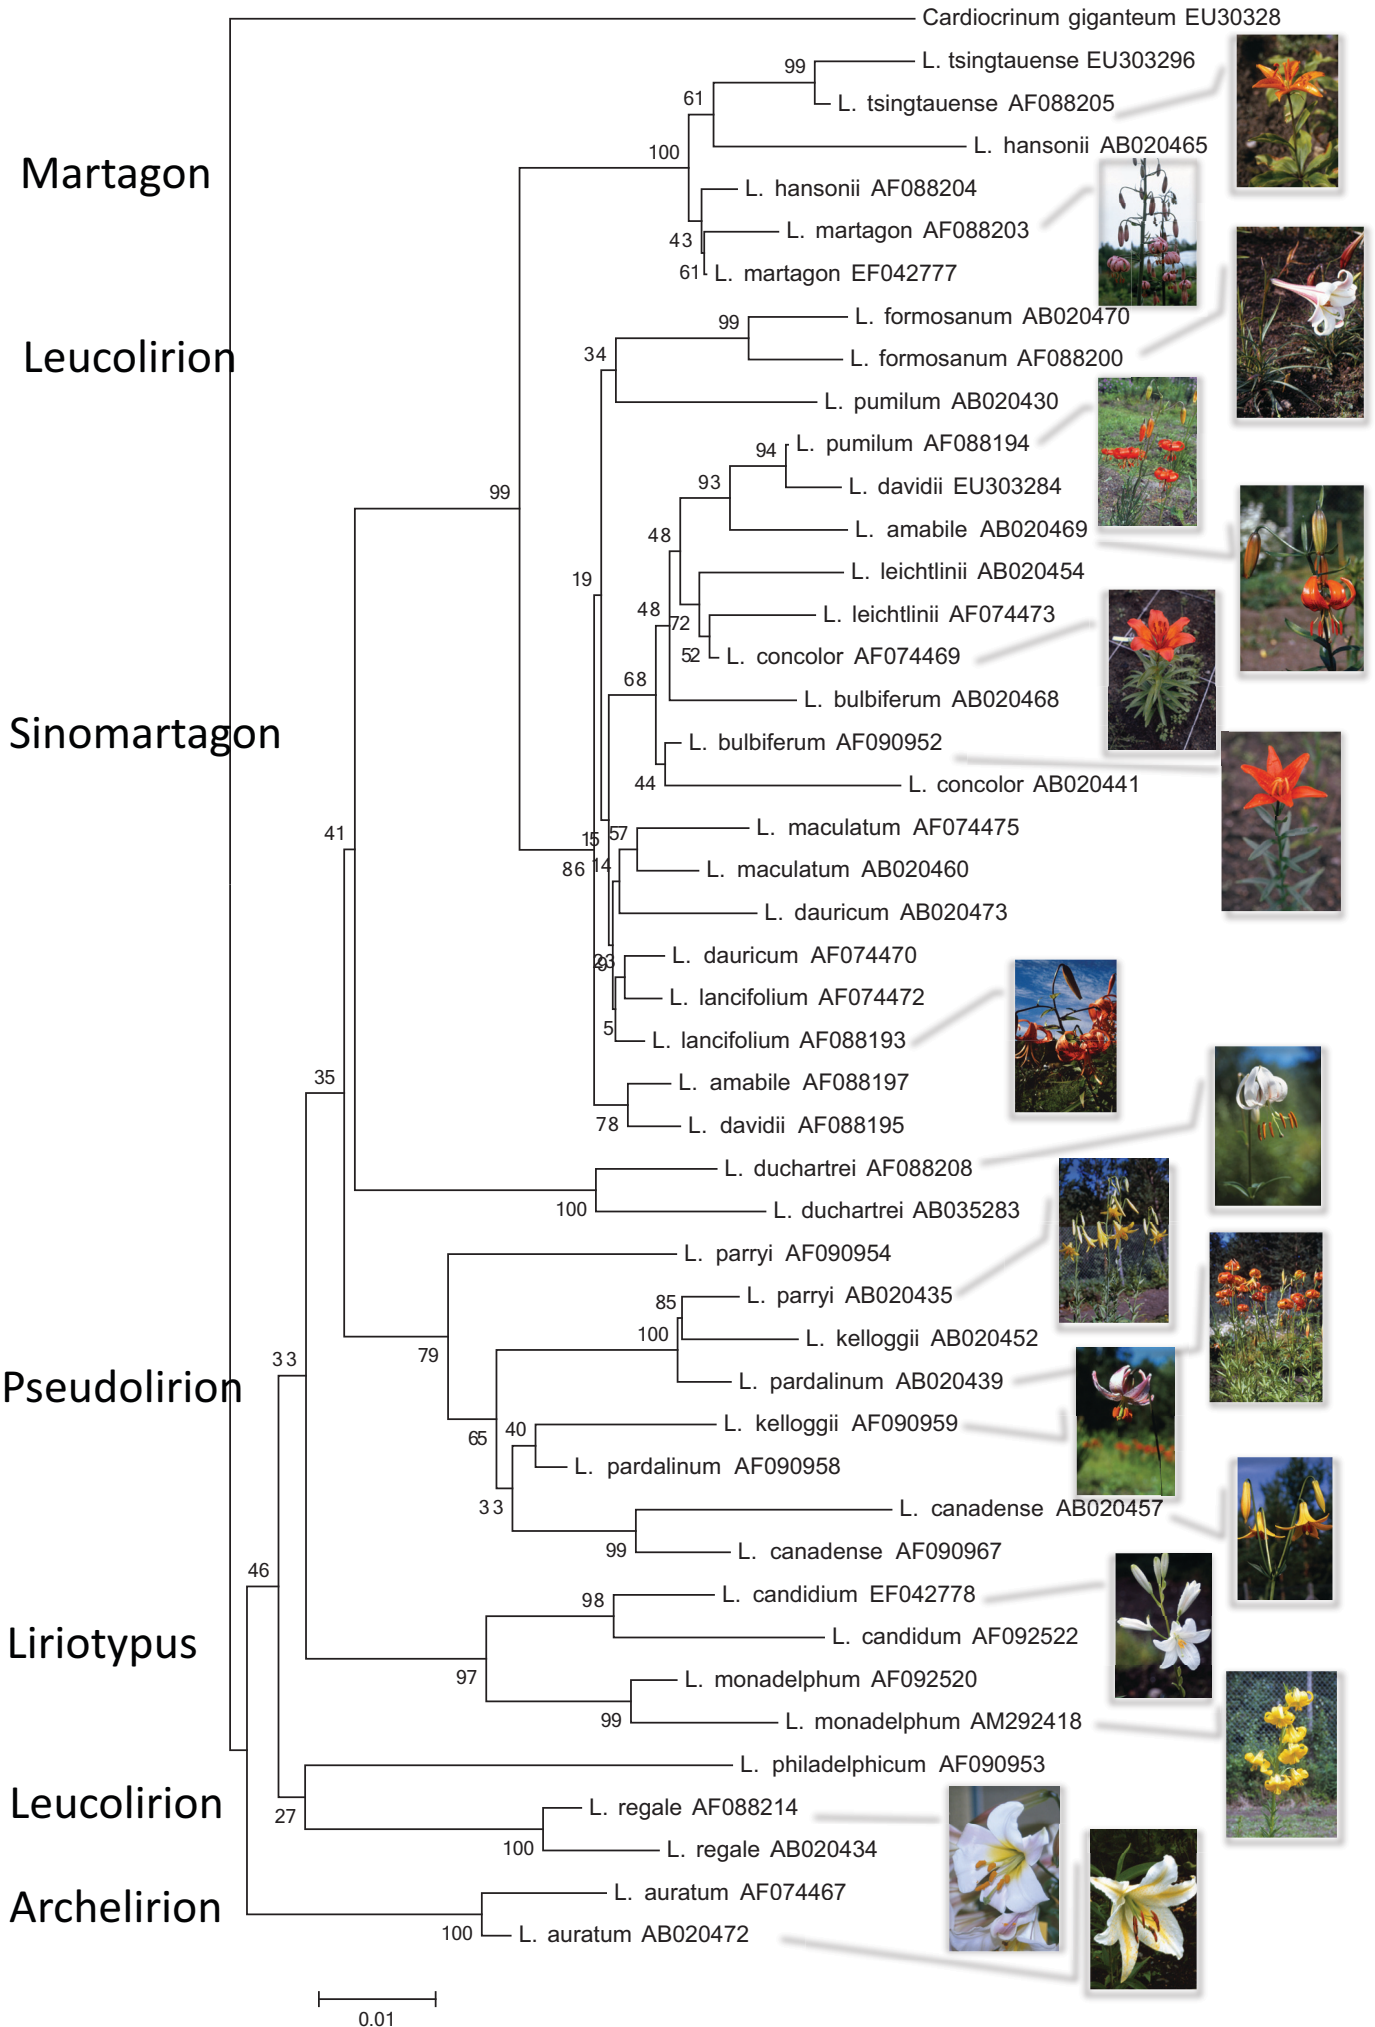 Cardiocrinum giganteum EU30328
L. tsingtauense EU303296
99
L. tsingtauense AF088205
61
L. hansonii AB020465
100
Martagon
L. hansonii AF088204
L. martagon AF088203
43
L. martagon EF042777
61
L. formosanum AB020470
99
Leucolirion
L. formosanum AF088200
34
L. pumilum AB020430
L. pumilum AF088194
94
L. davidii EU303284
93
99
L. amabile AB020469
48
L. leichtlinii AB020454
19
L. leichtlinii AF074473
48
72
L. concolor AF074469
52
68
L. bulbiferum AB020468
Sinomartagon
L. bulbiferum AF090952
L. concolor AB020441
44
L. maculatum AF074475
41
15
57
L. maculatum AB020460
86
14
L. dauricum AB020473
L. dauricum AF074470
23
9
L. lancifolium AF074472
5
L. lancifolium AF088193
35
L. amabile AF088197
L. davidii AF088195
78
L. duchartrei AF088208
L. duchartrei AB035283
100
L. parryi AF090954
L. parryi AB020435
85
L. kelloggii AB020452
100
79
33
L. pardalinum AB020439
Pseudolirion
L. kelloggii AF090959
40
65
L. pardalinum AF090958
L. canadense AB020457
33
L. canadense AF090967
99
46
L. candidium EF042778
98
L. candidum AF092522
Liriotypus
L. monadelphum AF092520
97
L. monadelphum AM292418
99
L. philadelphicum AF090953
Leucolirion
L. regale AF088214
27
L. regale AB020434
100
L. auratum AF074467
Archelirion
L. auratum AB020472
100
0.01